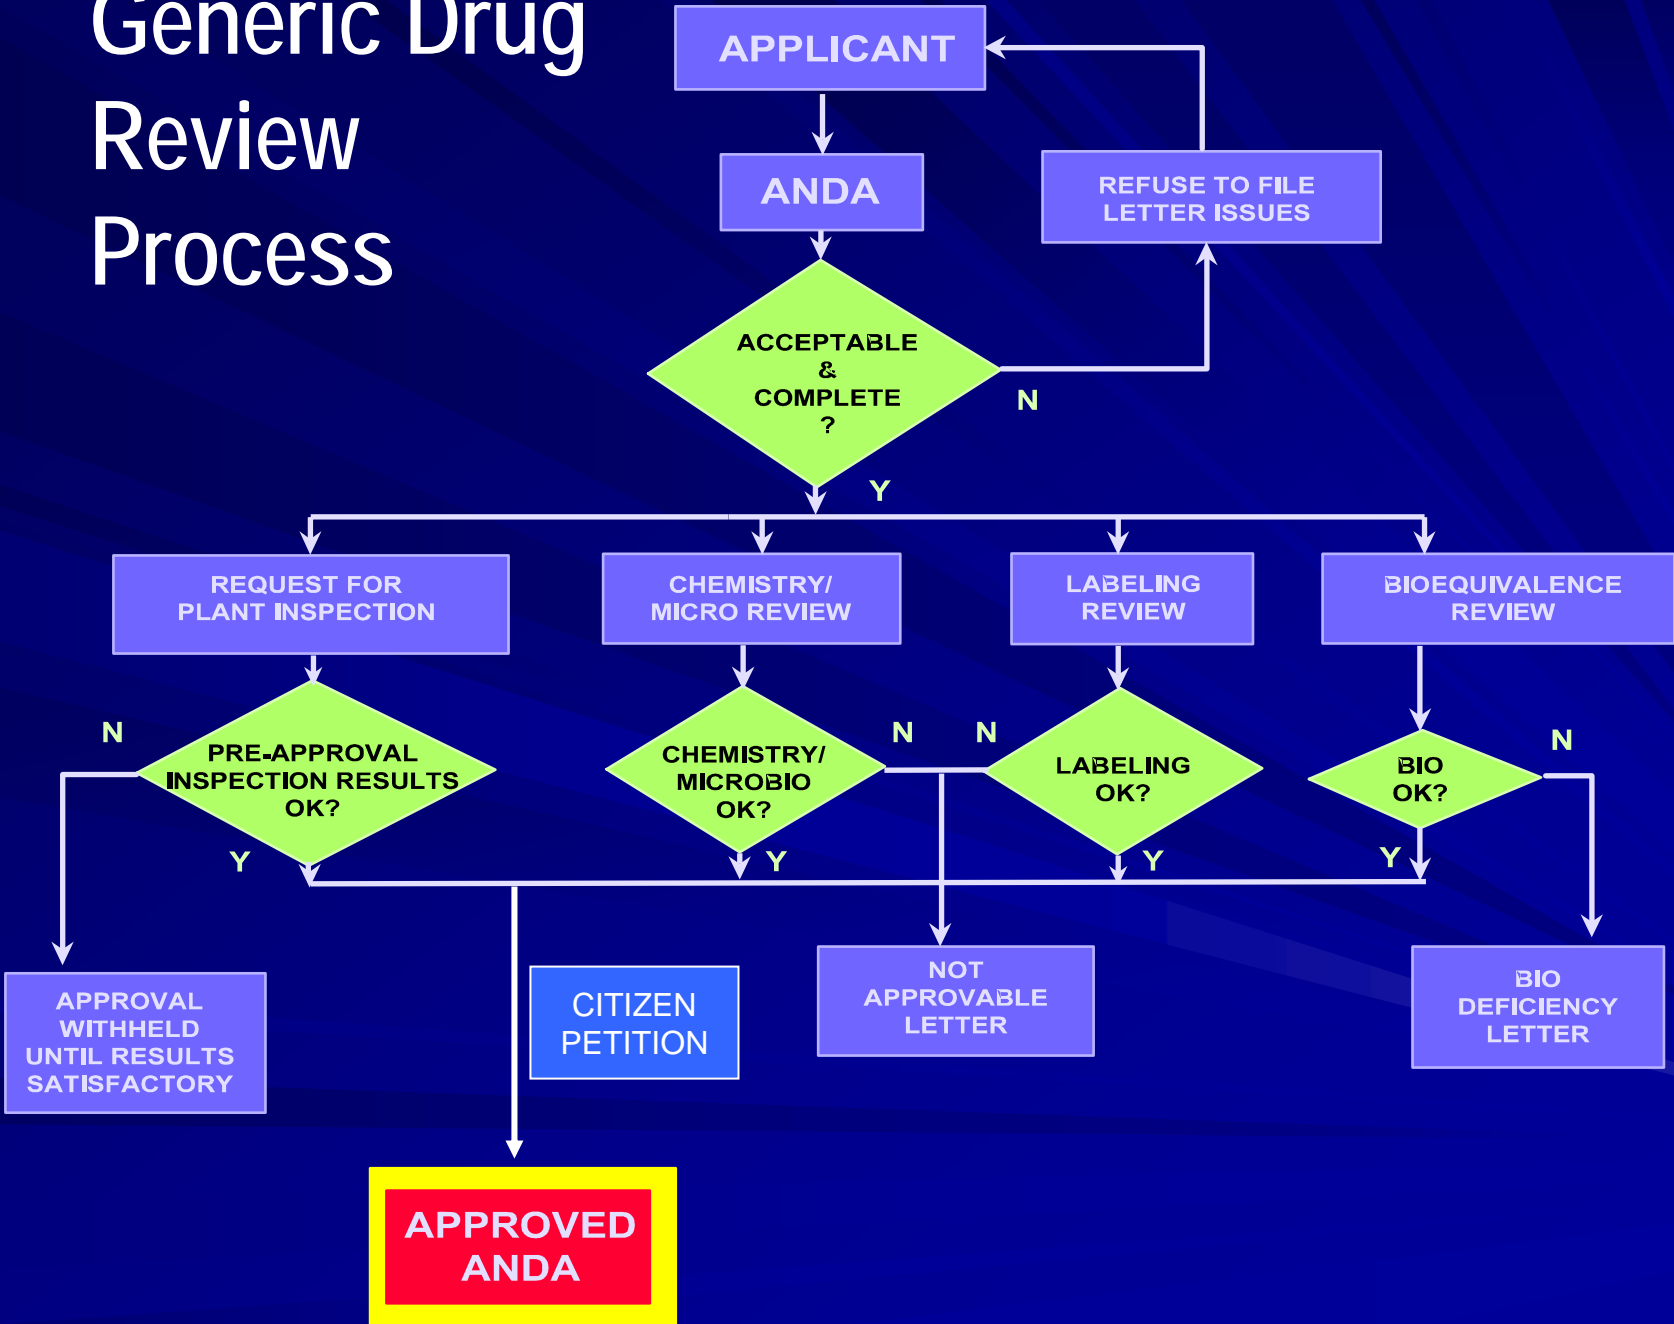 Generic Drug
Review
Process
APPLICANT
ANDA
REFUSE TO FILE
LETTER ISSUES
ACCEPTABLE
&
COMPLETE
?
N
Y
REQUEST FOR
PLANT INSPECTION
CHEMISTRY/
MICRO REVIEW
LABELING
REVIEW
BIOEQUIVALENCE
REVIEW
N
PRE-APPROVAL
INSPECTION RESULTS
OK?
Y
CHEMISTRY/
MICROBIO
OK?
N
Y
N
LABELING
OK?
Y
BIO
OK?
N
Y
APPROVAL
WITHHELD
UNTIL RESULTS
SATISFACTORY
CITIZEN
PETITION
NOT
APPROVABLE
LETTER
BIO
DEFICIENCY
LETTER
APPROVED
ANDA